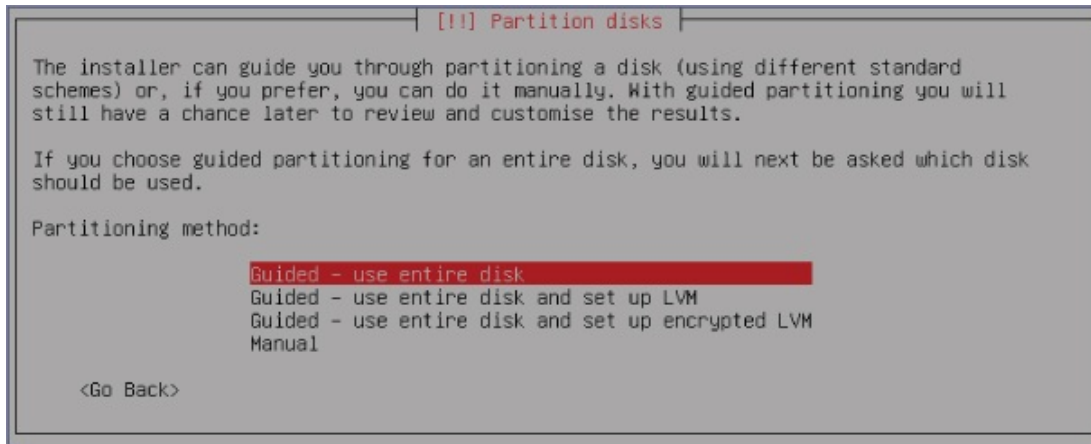 [!!] Partition disks
The installer can guide you through partitioning a disk (using different standard
schemes) or, if you prefer, you can do it manually. With guided partitioning you will
still have a chance later to review and customise the results.
If you choose guided partitioning for an entire disk, you will next be asked which disk
should be used.
Partitioning method:
Guided - use entire disk
Guided - use entire disk and set up LVM
Guided - use entire disk and set up encrypted LVM
Manual
<Go Back>